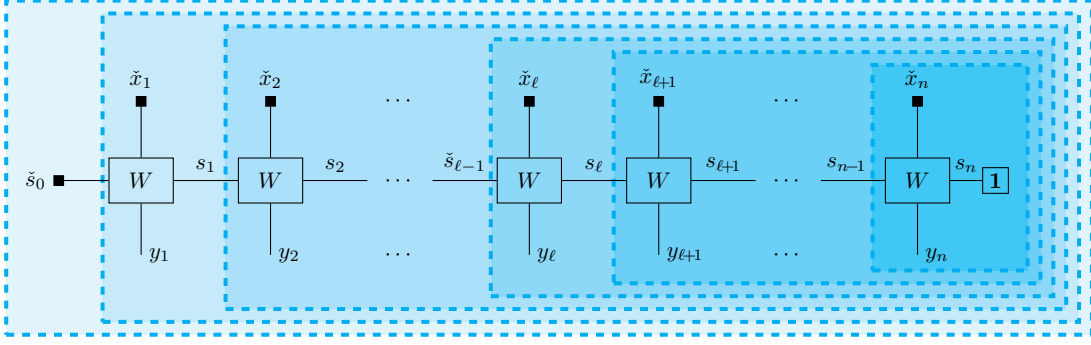 x̌₁ x̌₂ ⋯ x̌ℓ x̌ℓ+1 ⋯ x̌ₙ
š₀ W s₁ W s₂ ⋯ šℓ−1 W sℓ W sℓ+1 ⋯ sₙ₋₁ W sₙ 1
y₁ y₂ ⋯ yℓ yℓ+1 ⋯ yₙ